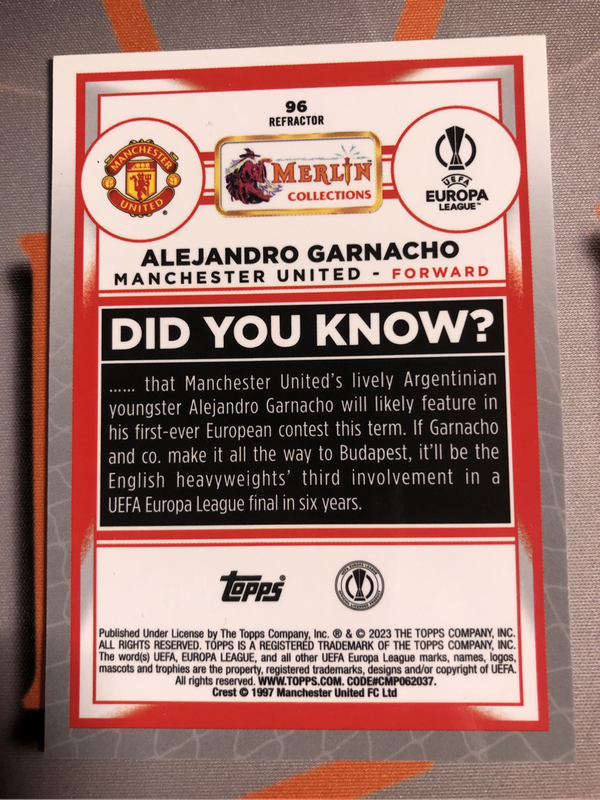 96
REFRACTOR
MANCHESTER
UNITED
MERLIN
COLLECTIONS
UEFA
EUROPA
LEAGUE™
ALEJANDRO GARNACHO
MANCHESTER UNITED - FORWARD
DID YOU KNOW?
...... that Manchester United's lively Argentinian
youngster Alejandro Garnacho will likely feature in
his first-ever European contest this term. If Garnacho
and co. make it all the way to Budapest, it'll be the
English heavyweights' third involvement in a
UEFA Europa League final in six years.
Topps®
Published Under License by The Topps Company, Inc. ® & © 2023 THE TOPPS COMPANY, INC.
ALL RIGHTS RESERVED. TOPPS IS A REGISTERED TRADEMARK OF THE TOPPS COMPANY, INC.
The word(s) UEFA, EUROPA LEAGUE, and all other UEFA Europa League marks, names, logos,
mascots and trophies are the property, registered trademarks, designs and/or copyright of UEFA.
All rights reserved. WWW.TOPPS.COM. CODE#CMP062037.
Crest © 1997 Manchester United FC Ltd